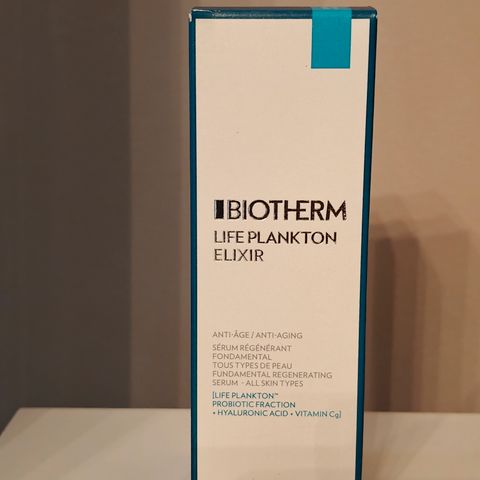 BIOTHERM
LIFE PLANKTON
ELIXIR
ANTI-ÂGE / ANTI-AGING
SÉRUM RÉGÉNÉRANT
FONDAMENTAL
TOUS TYPES DE PEAU
FUNDAMENTAL REGENERATING
SERUM - ALL SKIN TYPES
[LIFE PLANKTON™
PROBIOTIC FRACTION
+ HYALURONIC ACID + VITAMIN Cg]